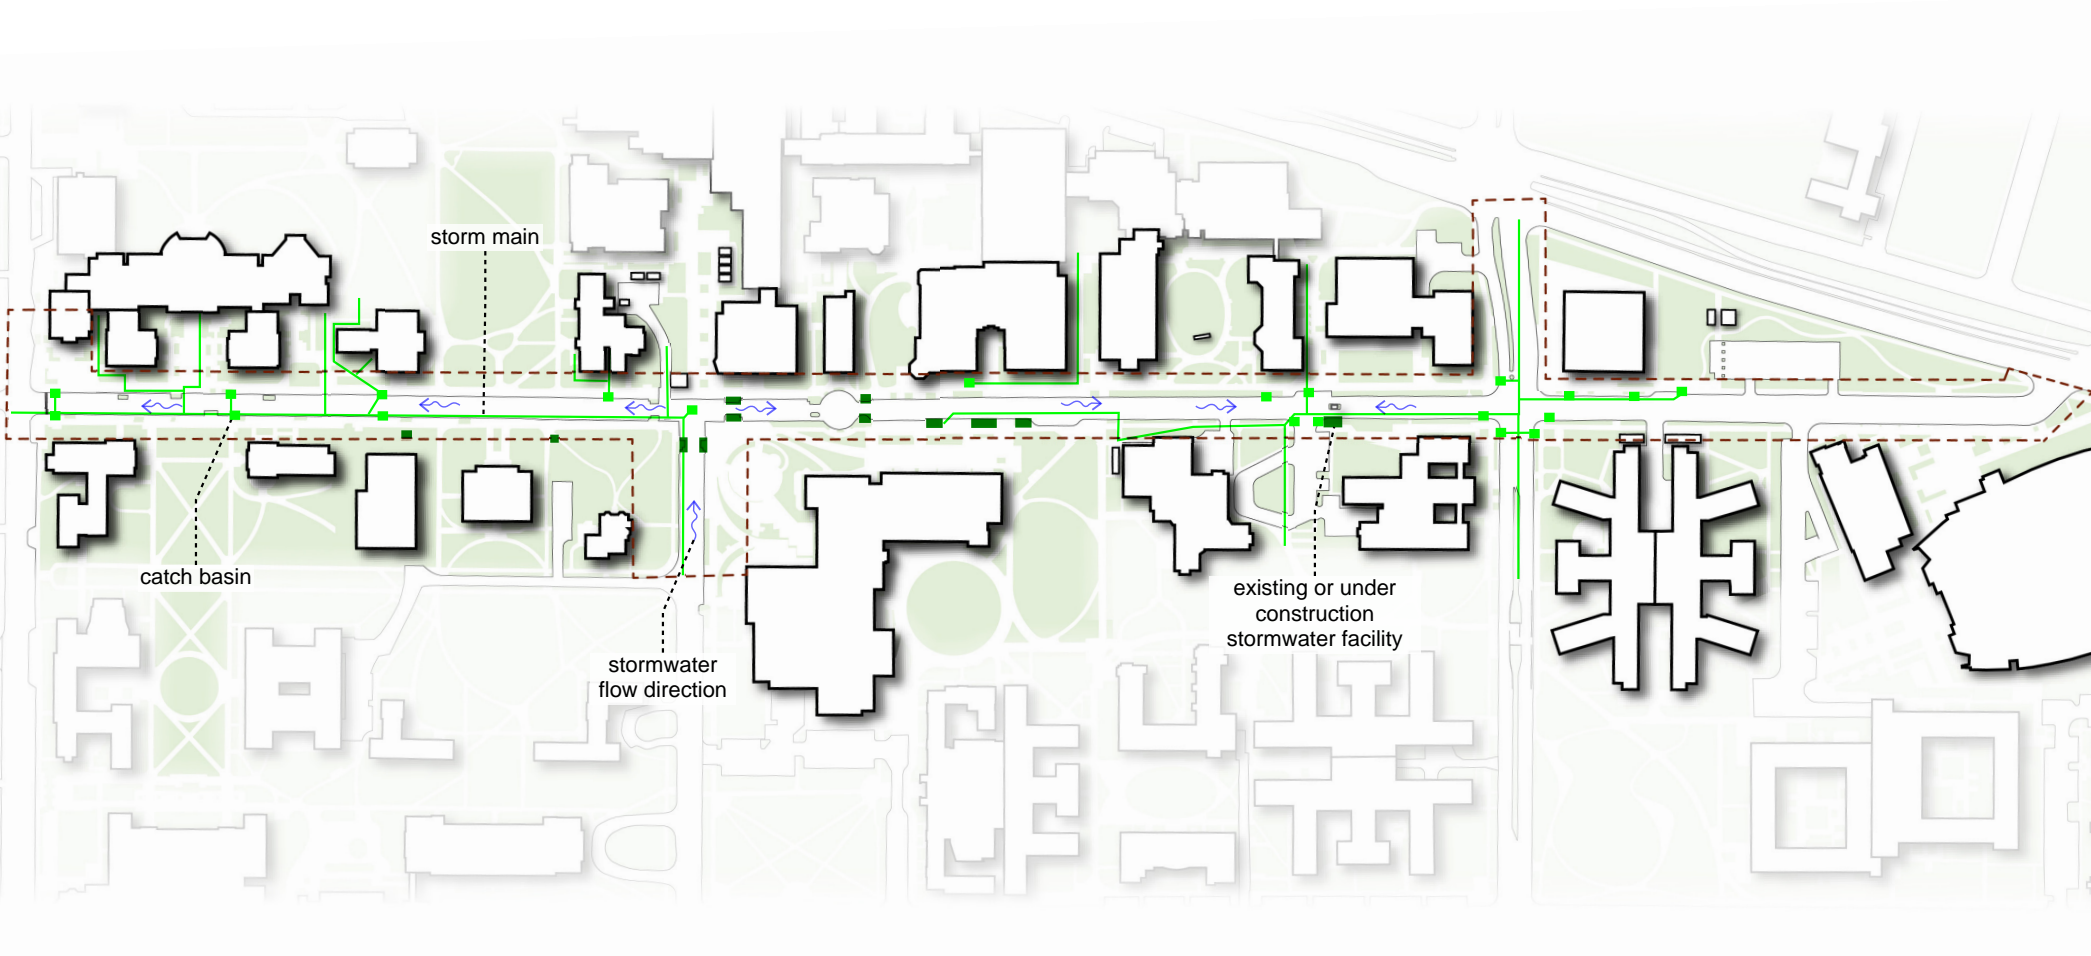 storm main
catch basin
existing or under
construction
stormwater facility
stormwater
flow direction